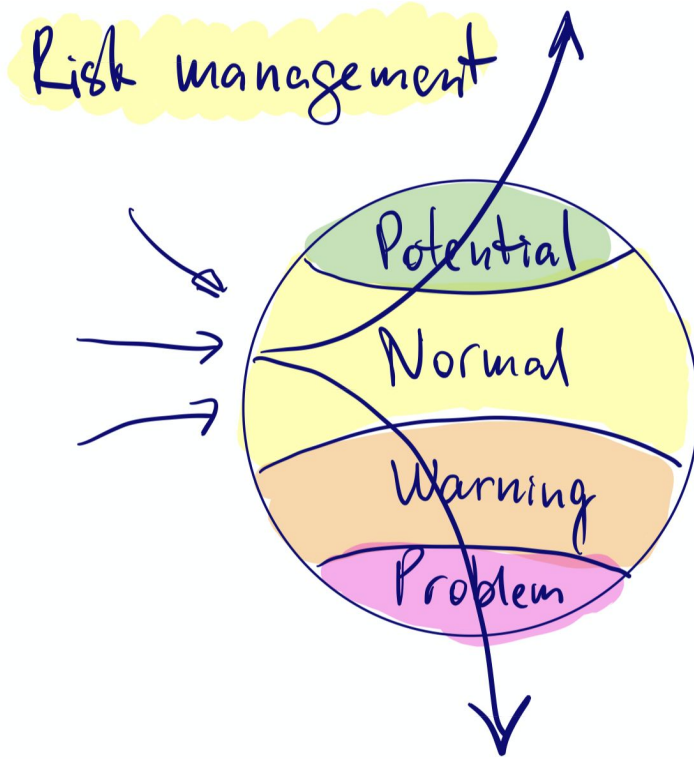 Risk management
Potential
Normal
Warning
Problem